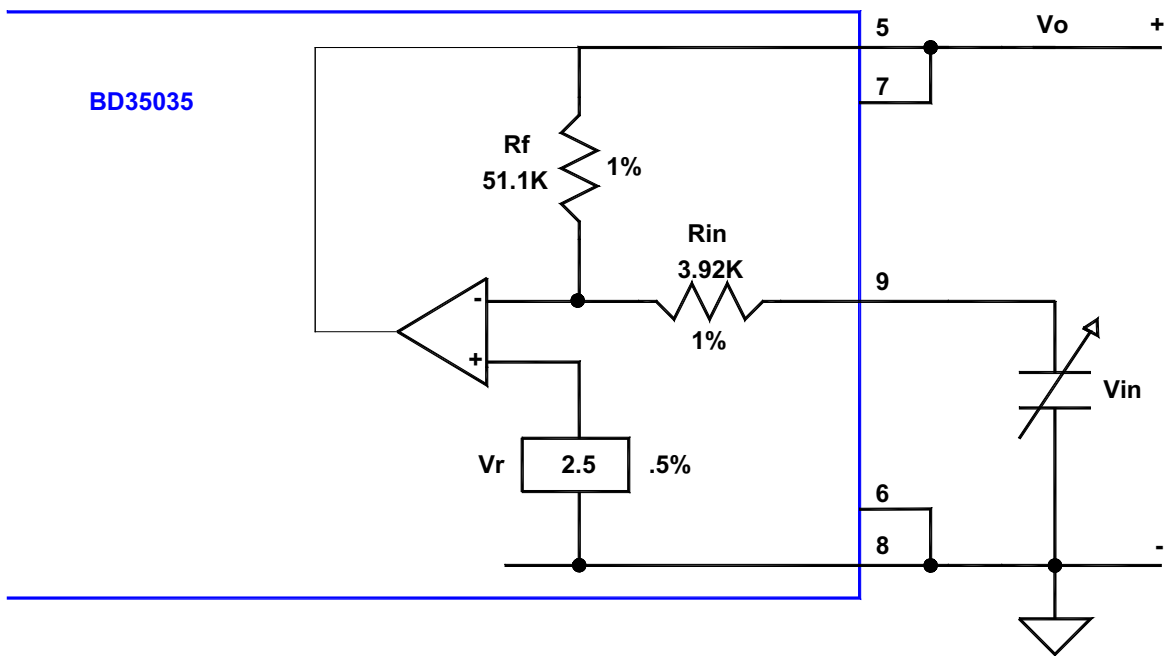 5 Vo +
7
BD35035
Rf
51.1K 1%
Rin
3.92K
1%
9
-
+
Vin
Vr 2.5 .5%
6
8 -